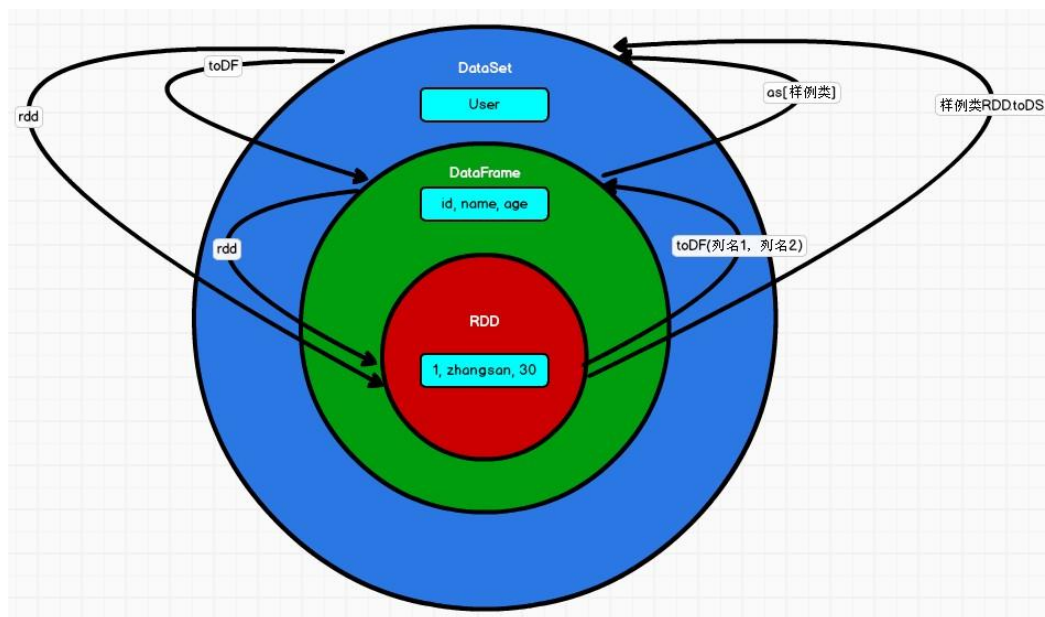 DataSet
toDF
User
as[样例类]
样例类RDD.toDS
rdd
DataFrame
id, name, age
rdd
toDF(列名1，列名2)
RDD
1, zhangsan, 30